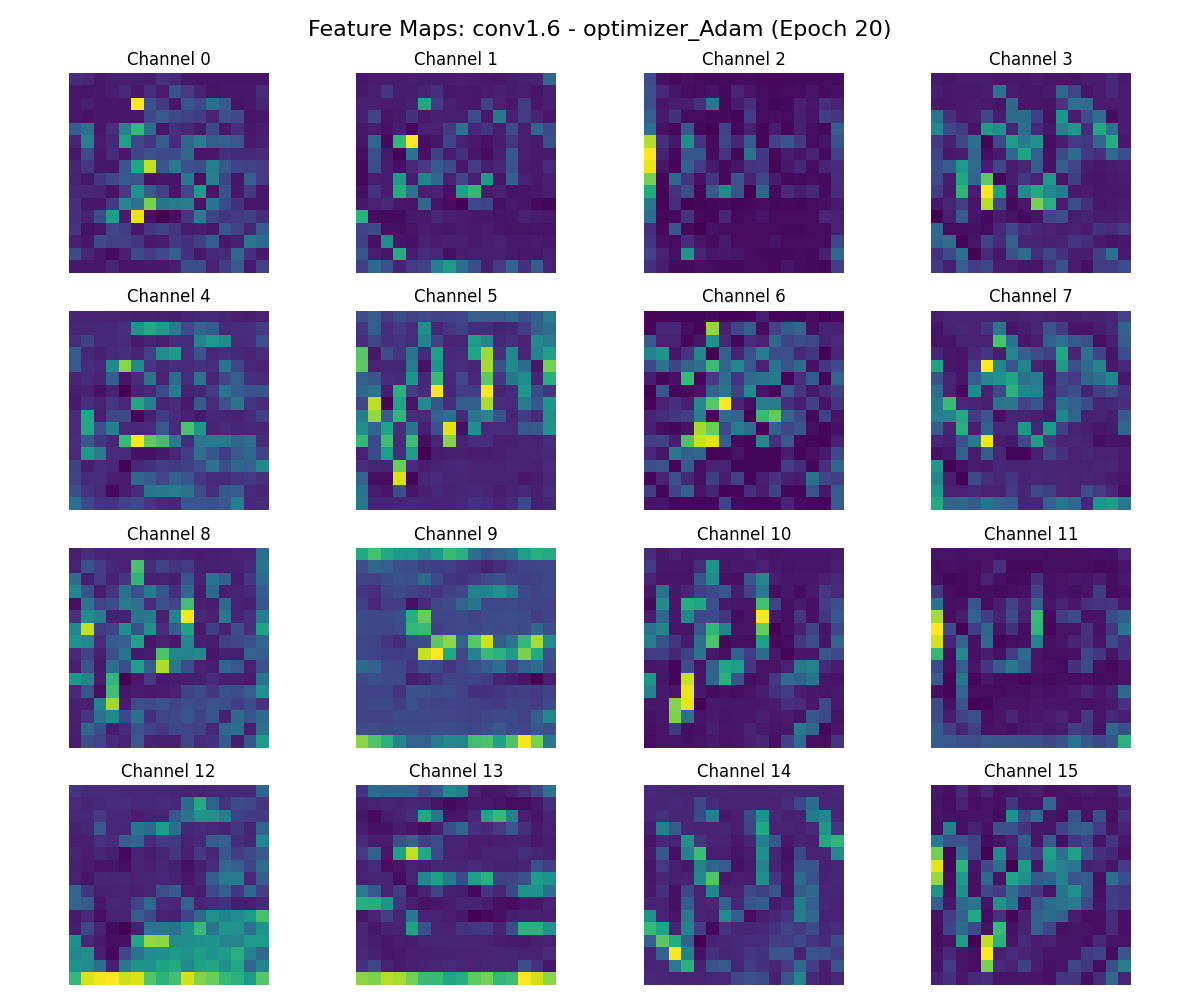 Feature Maps: conv1.6 - optimizer_Adam (Epoch 20)
Channel 0
Channel 1
Channel 2
Channel 3
Channel 4
Channel 5
Channel 6
Channel 7
Channel 8
Channel 9
Channel 10
Channel 11
Channel 12
Channel 13
Channel 14
Channel 15